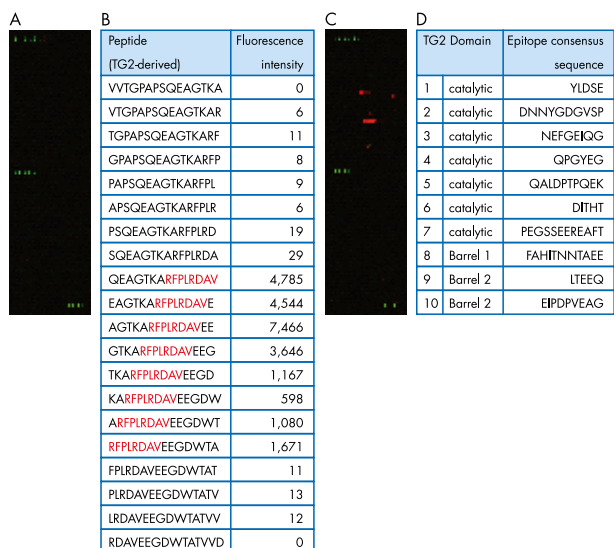 A
B
Peptide
(TG2-derived)
Fluorescence
intensity
VVTGPAPSQEAGTKA 0
VTGPAPSQEAGTKAR 6
TGPAPSQEAGTKARF 11
GPAPSQEAGTKARFP 8
PAPSQEAGTKARFPL 9
APSQEAGTKARFPLR 6
PSQEAGTKARFPLRD 19
SQEAGTKARFPLRDA 29
QEAGTKARFPLRDAV 4,785
EAGTKARFPLRDAVE 4,544
AGTKARFPLRDAVEE 7,466
GTKARFPLRDAVEEG 3,646
TKARFPLRDAVEEGD 1,167
KARFPLRDAVEEGDW 598
ARFPLRDAVEEGDWT 1,080
RFPLRDAVEEGDWTA 1,671
FPLRDAVEEGDWTAT 11
PLRDAVEEGDWTATV 13
LRDAVEEGDWTATVV 12
RDAVEEGDWTATVVD 0
C
D
TG2 Domain
Epitope consensus
sequence
1 catalytic YLDSE
2 catalytic DNNYGDGVSP
3 catalytic NEFGEIQG
4 catalytic QPGYEG
5 catalytic QALDPTPQEK
6 catalytic DITHT
7 catalytic PEGSSEEREAFT
8 Barrel 1 FAHITNNTAEE
9 Barrel 2 LTEEQ
10 Barrel 2 EIPDPVEAG